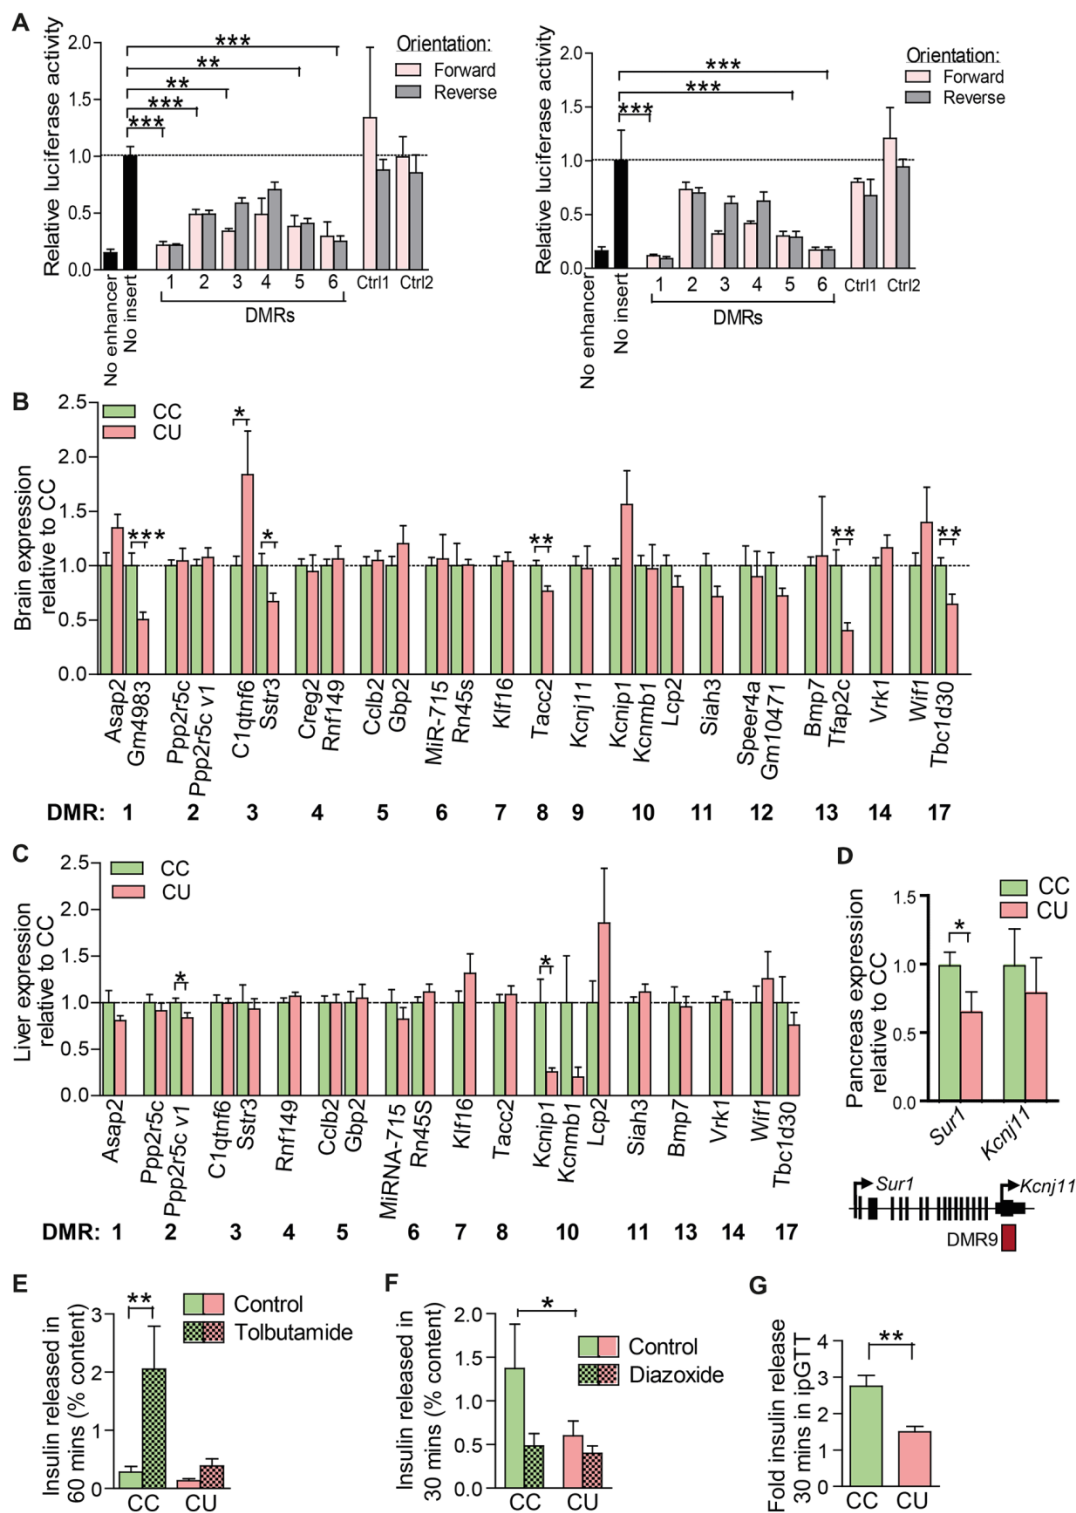 A
Relative luciferase activity
2.0
1.5
1.0
0.5
0.0
***
**
**
***
***
Orientation:
Forward
Reverse
No enhancer
No insert
1 2 3 4 5 6 Ctrl1 Ctrl2
DMRs
Relative luciferase activity
2.0
1.5
1.0
0.5
0.0
***
***
***
Orientation:
Forward
Reverse
No enhancer
No insert
1 2 3 4 5 6 Ctrl1 Ctrl2
DMRs
B
Brain expression
relative to CC
2.5
2.0
1.5
1.0
0.5
0.0
CC
CU
***
*
*
**
**
**
Asap2
Gm4983
Ppp2r5c
Ppp2r5c v1
C1qtnf6
Sstr3
Creg2
Rnf149
Cclb2
Gbp2
MiR-715
Rn45s
Klf16
Tacc2
Kcnj11
Kcnip1
Kcnmb1
Lcp2
Siah3
Speer4a
Gm10471
Bmp7
Tfap2c
Vrk1
Wif1
Tbc1d30
DMR: 1 2 3 4 5 6 7 8 9 10 11 12 13 14 17
C
Liver expression
relative to CC
2.5
2.0
1.5
1.0
0.5
0.0
CC
CU
*
*
Asap2
Ppp2r5c
Ppp2r5c v1
C1qtnf6
Sstr3
Rnf149
Cclb2
Gbp2
MiRNA-715
Rn45S
Klf16
Tacc2
Kcnip1
Kcnmb1
Lcp2
Siah3
Bmp7
Vrk1
Wif1
Tbc1d30
DMR: 1 2 3 4 5 6 7 8 10 11 13 14 17
D
Pancreas expression
relative to CC
1.5
1.0
0.5
0.0
CC
CU
*
Sur1
Kcnj11
Sur1
Kcnj11
DMR9
E
Insulin released in
60 mins (% content)
3
2
1
0
**
Control
Tolbutamide
CC CU
F
Insulin released in
30 mins (% content)
2.0
1.5
1.0
0.5
0.0
*
Control
Diazoxide
CC CU
G
Fold insulin release
30 mins in ipGTT
4
3
2
1
0
**
CC CU